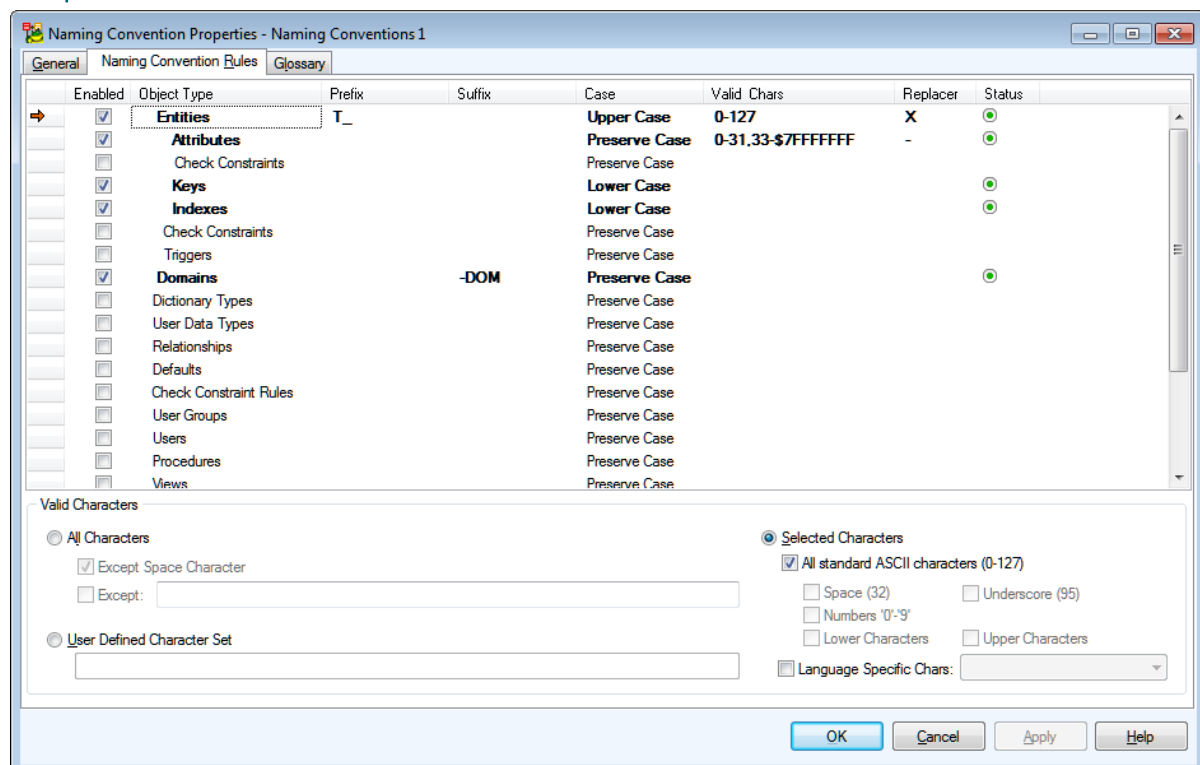 Naming Convention Properties - Naming Conventions 1
General Naming Convention Rules Glossary
Enabled Object Type Prefix Suffix Case Valid Chars Replacer Status
Entities T_ Upper Case 0-127 X
Attributes Preserve Case 0-31,33-$7FFFFFFF -
Check Constraints Preserve Case
Keys Lower Case
Indexes Lower Case
Check Constraints Preserve Case
Triggers Preserve Case
Domains -DOM Preserve Case
Dictionary Types Preserve Case
User Data Types Preserve Case
Relationships Preserve Case
Defaults Preserve Case
Check Constraint Rules Preserve Case
User Groups Preserve Case
Users Preserve Case
Procedures Preserve Case
Views Preserve Case
Valid Characters
All Characters
Except Space Character
Except:
User Defined Character Set
Selected Characters
All standard ASCII characters (0-127)
Space (32) Underscore (95)
Numbers '0'-'9'
Lower Characters Upper Characters
Language Specific Chars:
OK Cancel Apply Help